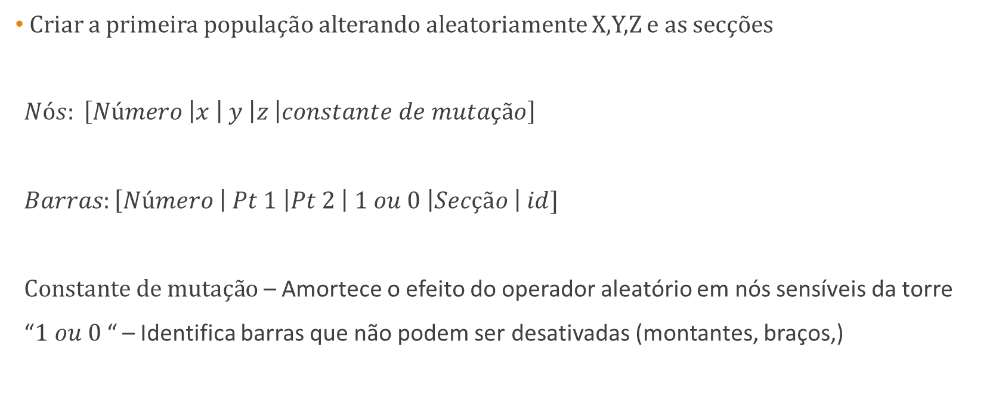 • Criar a primeira população alterando aleatoriamente X,Y,Z e as secções
Nós: [Número |x | y |z |constante de mutação]
Barras: [Número | Pt 1 |Pt 2 | 1 ou 0 |Secção | id]
Constante de mutação – Amortece o efeito do operador aleatório em nós sensíveis da torre
“1 ou 0 “ – Identifica barras que não podem ser desativadas (montantes, braços,)